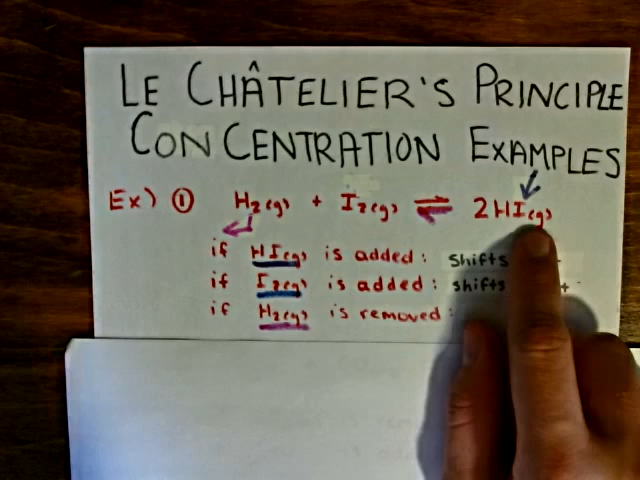 LE CHÂTELIER'S PRINCIPLE
CONCENTRATION EXAMPLES
Ex) ① H₂(g) + I₂(g) ⇌ 2HI(g)
if HI(g) is added: shifts
if I₂(g) is added: shifts
if H₂(g) is removed: